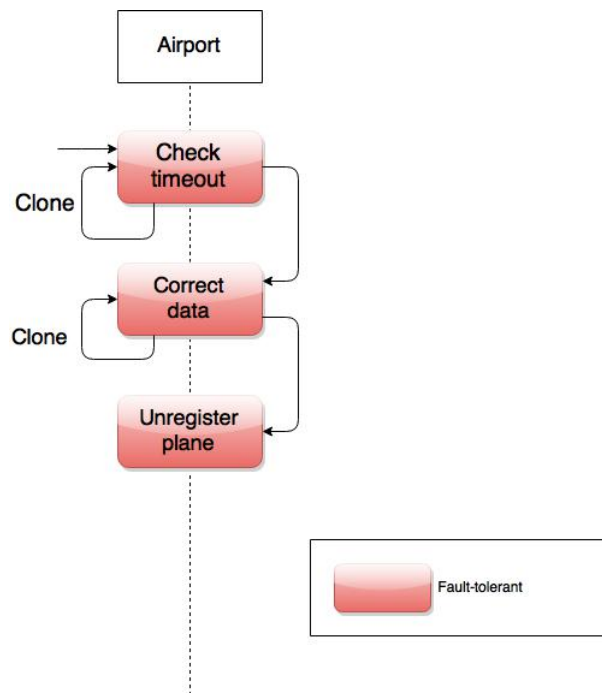 Airport
Check
timeout
Clone
Correct
data
Clone
Unregister
plane
Fault-tolerant